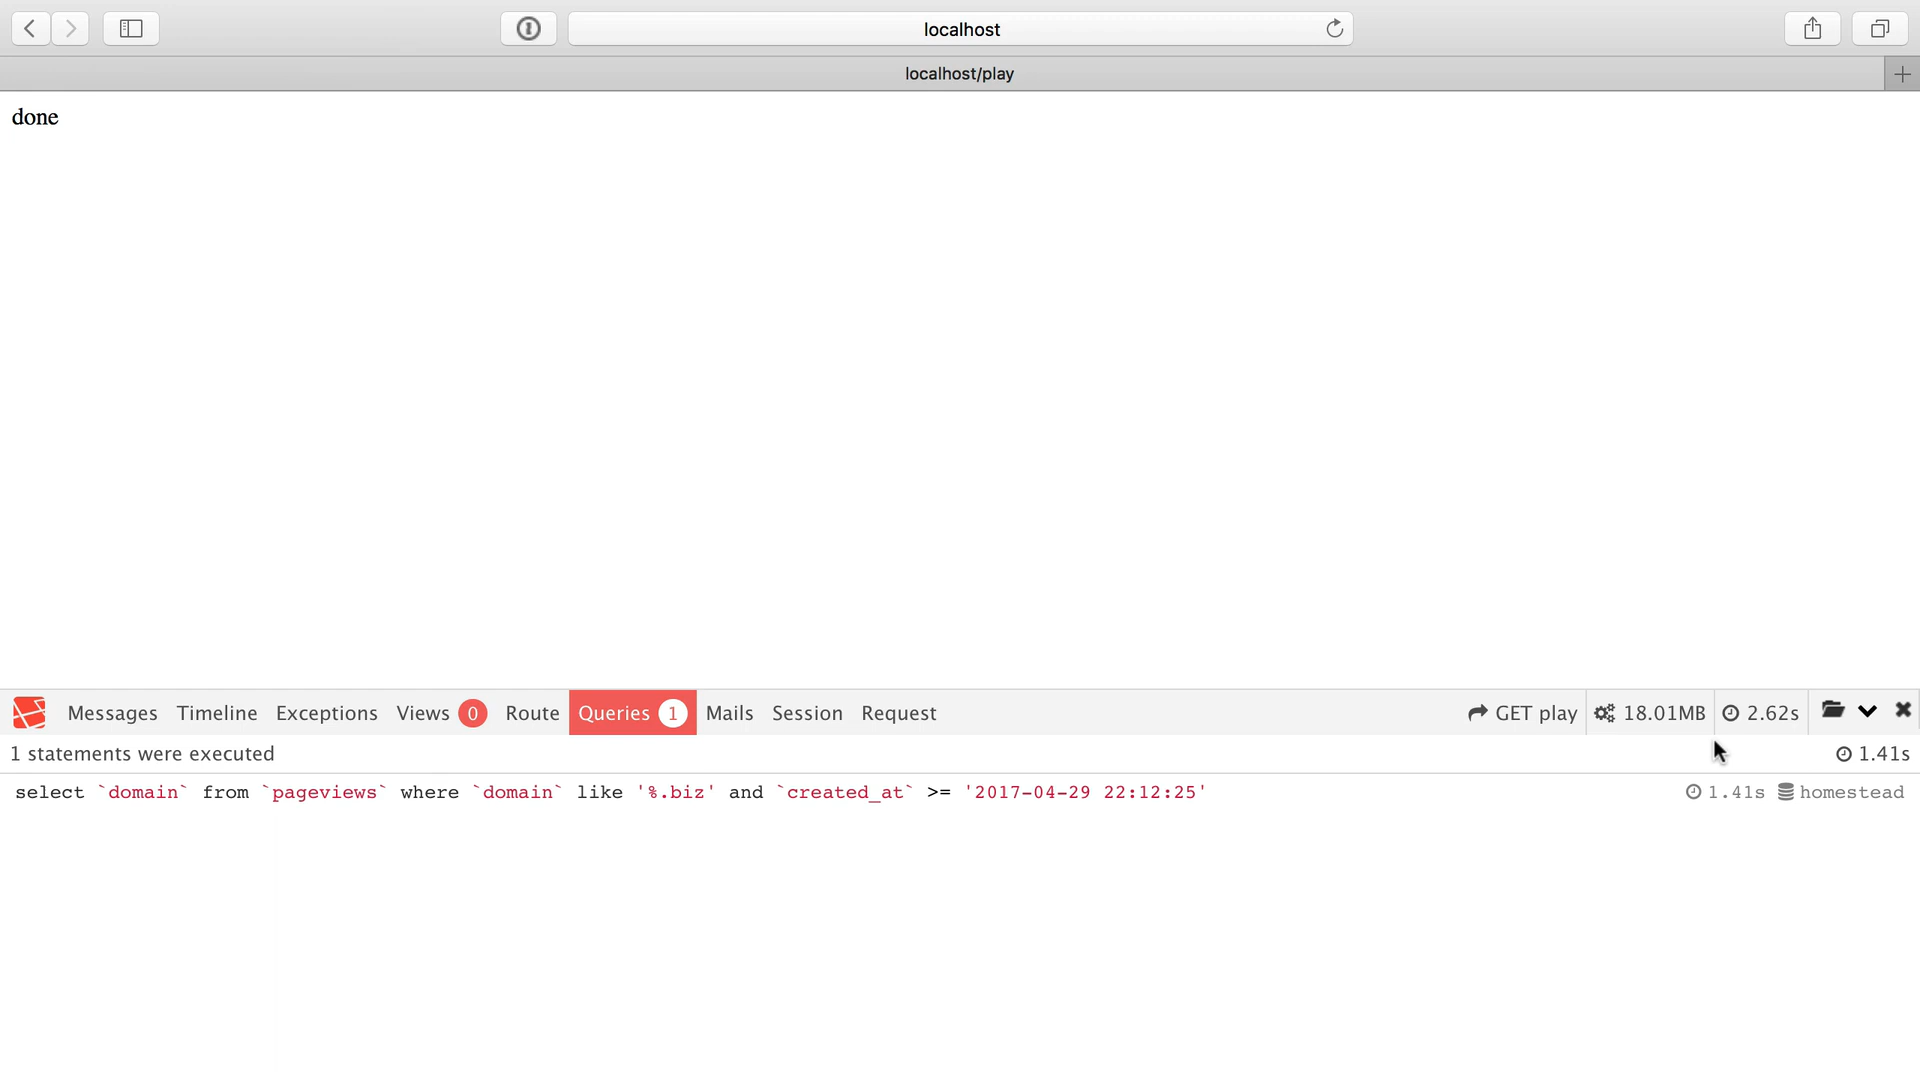 localhost
localhost/play
done
Messages Timeline Exceptions Views 0 Route Queries 1 Mails Session Request GET play 18.01MB 2.62s
1 statements were executed 1.41s
select `domain` from `pageviews` where `domain` like '%.biz' and `created_at` >= '2017-04-29 22:12:25' 1.41s homestead